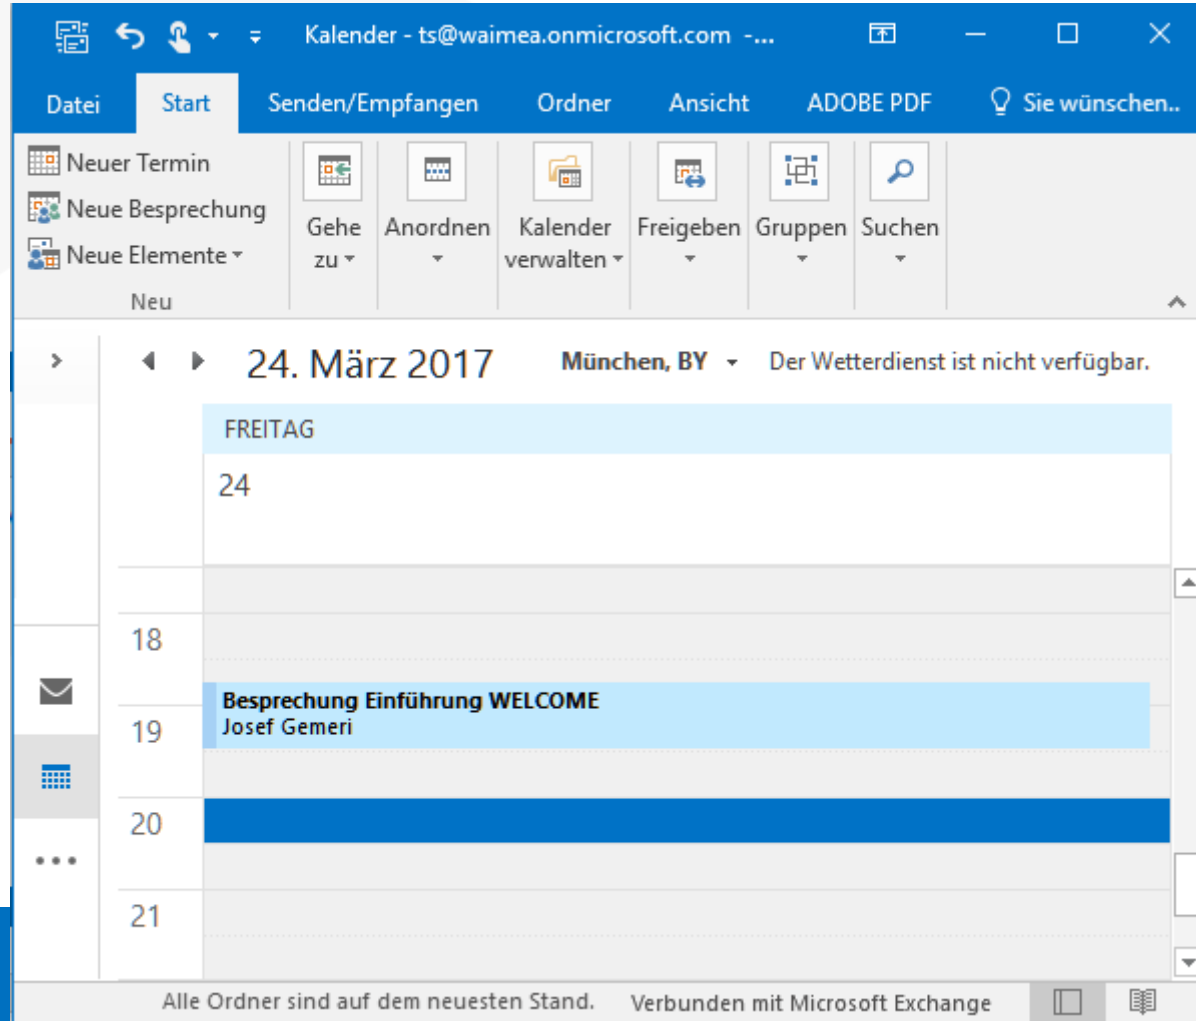 Kalender - ts@waimea.onmicrosoft.com -...
Datei Start Senden/Empfangen Ordner Ansicht ADOBE PDF Sie wünschen..
Neuer Termin
Neue Besprechung
Neue Elemente
Neu
Gehe
zu
Anordnen
Kalender
verwalten
Freigeben
Gruppen
Suchen
24. März 2017 München, BY Der Wetterdienst ist nicht verfügbar.
FREITAG
24
18
Besprechung Einführung WELCOME
Josef Gemeri
19
20
21
Alle Ordner sind auf dem neuesten Stand. Verbunden mit Microsoft Exchange